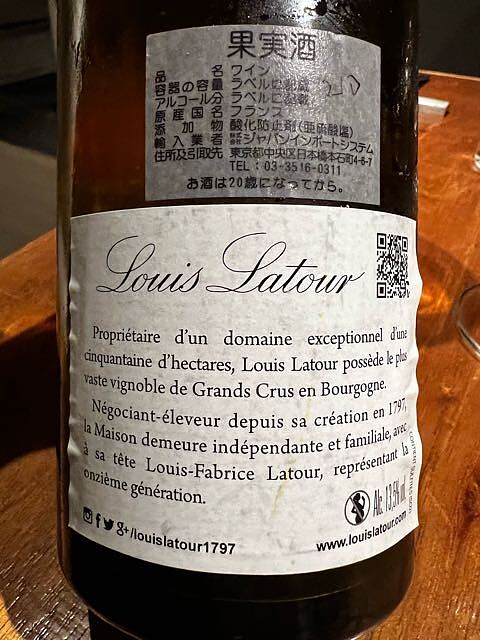 果実酒
品名 ワイン
容器の容量 ラベルに記載
アルコール分 ラベルに記載
原産国名 フランス
添加物 酸化防止剤(亜硫酸塩)
輸入業者 株式会社ジャパンインポートシステム
住所及引取先 東京都中央区日本橋本石町4-6-7
TEL:03-3516-0311
お酒は20歳になってから。
Louis Latour
Propriétaire d'un domaine exceptionnel d'une
cinquantaine d'hectares, Louis Latour possède le plus
vaste vignoble de Grands Crus en Bourgogne.
Négociant-éleveur depuis sa création en 1797,
la Maison demeure indépendante et familiale, avec
à sa tête Louis-Fabrice Latour, représentant la
onzième génération.
Alc. 13,5% vol.
g+/louislatour1797
www.louislatour.com